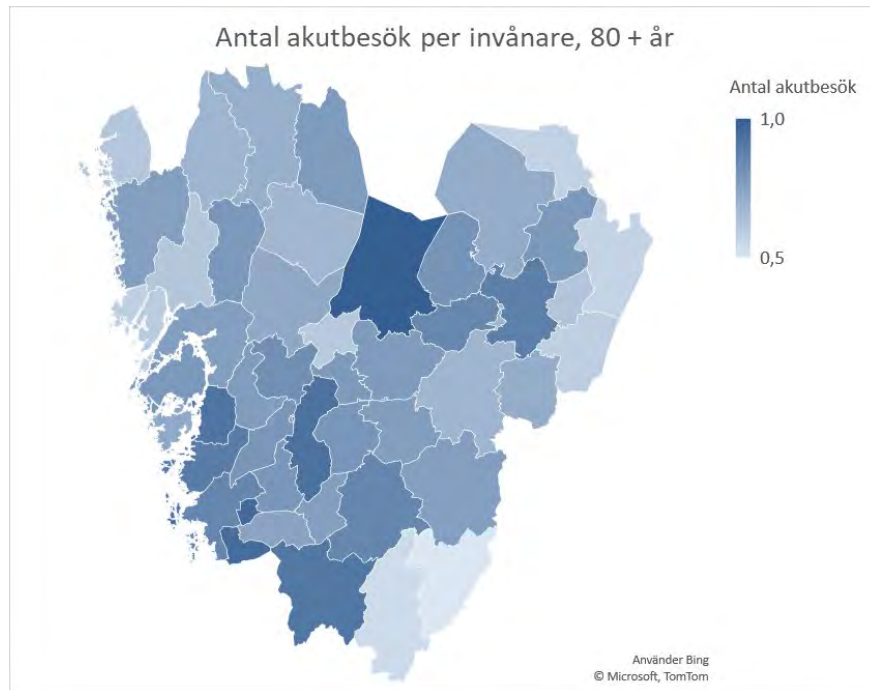 Antal akutbesök per invånare, 80 + år
Antal akutbesök
1,0
0,5
Använder Bing
© Microsoft, TomTom